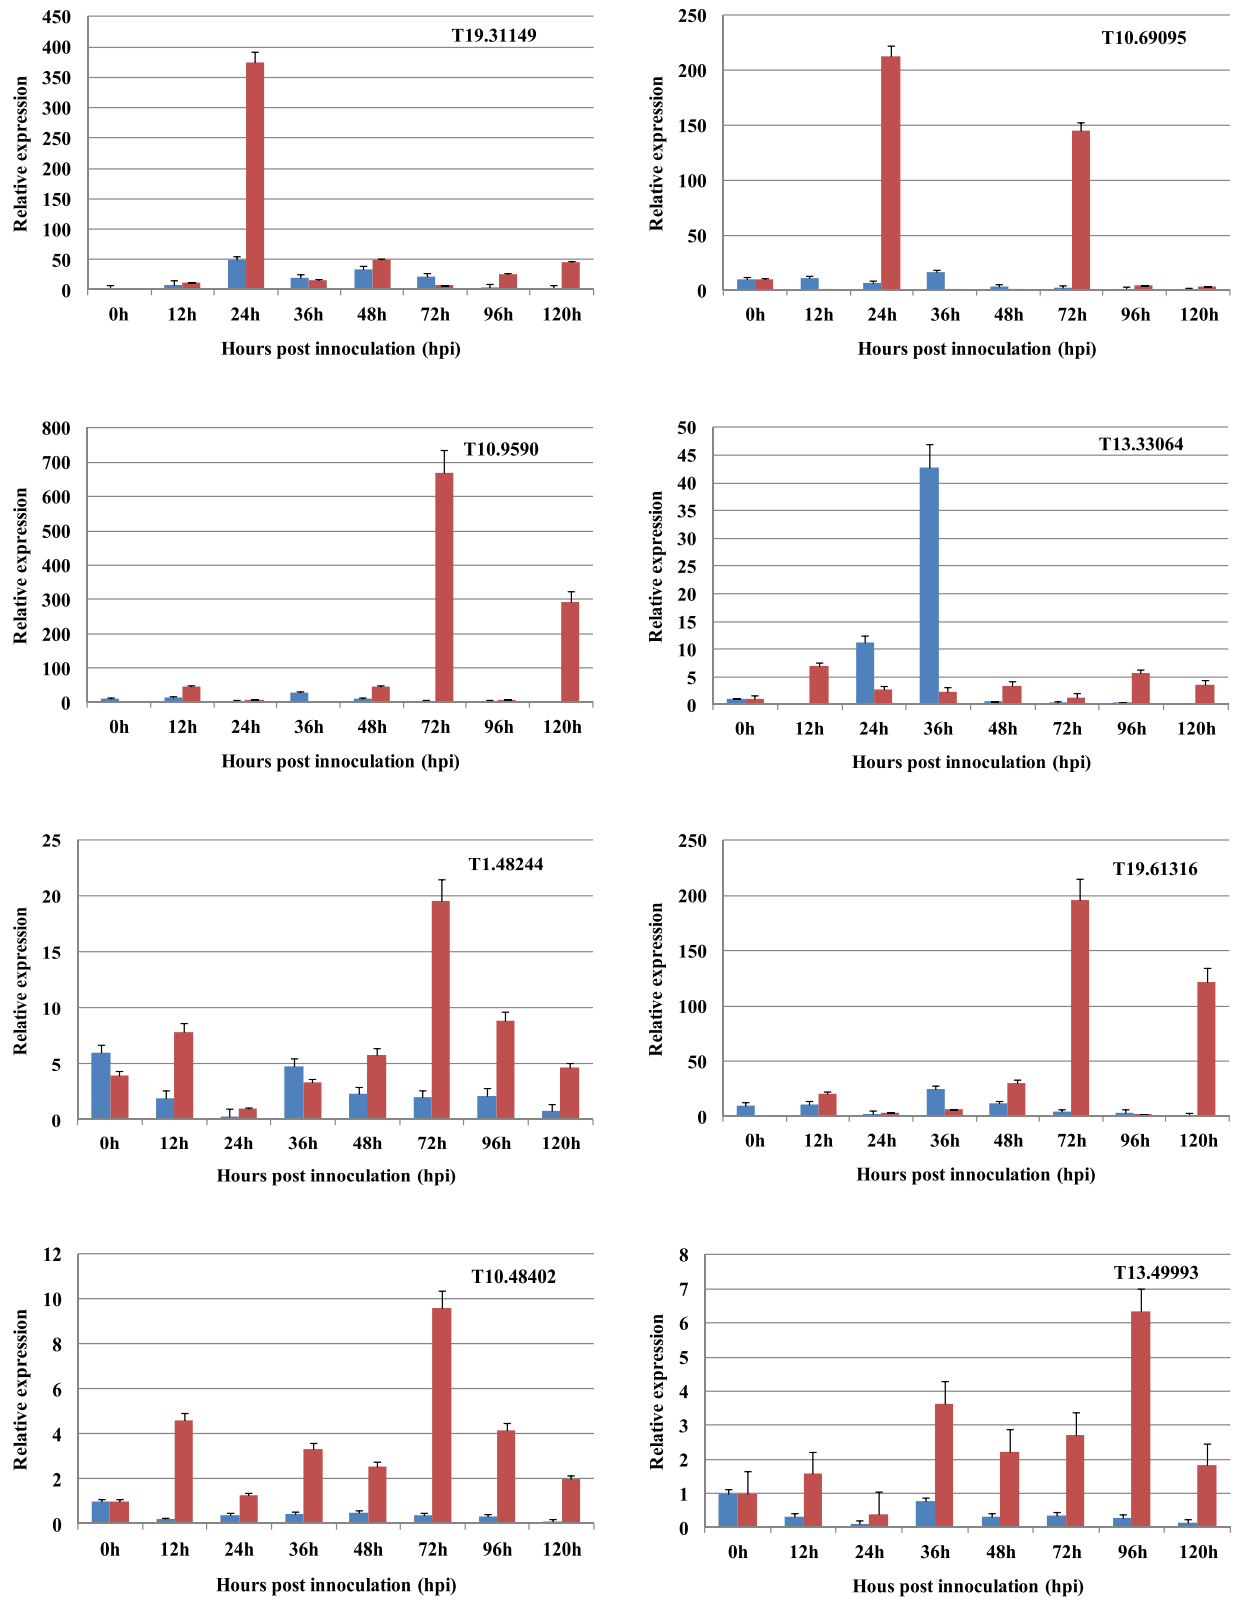 T19.31149
Relative expression
450
400
350
300
250
200
150
100
50
0
0h 12h 24h 36h 48h 72h 96h 120h
Hours post innoculation (hpi)
T10.69095
Relative expression
250
200
150
100
50
0
0h 12h 24h 36h 48h 72h 96h 120h
Hours post innoculation (hpi)
T10.9590
Relative expression
800
700
600
500
400
300
200
100
0
0h 12h 24h 36h 48h 72h 96h 120h
Hours post innoculation (hpi)
T13.33064
Relative expression
50
45
40
35
30
25
20
15
10
5
0
0h 12h 24h 36h 48h 72h 96h 120h
Hours post innoculation (hpi)
T1.48244
Relative expression
25
20
15
10
5
0
0h 12h 24h 36h 48h 72h 96h 120h
Hours post innoculation (hpi)
T19.61316
Relative expression
250
200
150
100
50
0
0h 12h 24h 36h 48h 72h 96h 120h
Hours post innoculation (hpi)
T10.48402
Relative expression
12
10
8
6
4
2
0
0h 12h 24h 36h 48h 72h 96h 120h
Hours post innoculation (hpi)
T13.49993
Relative expression
8
7
6
5
4
3
2
1
0
0h 12h 24h 36h 48h 72h 96h 120h
Hous post innoculation (hpi)